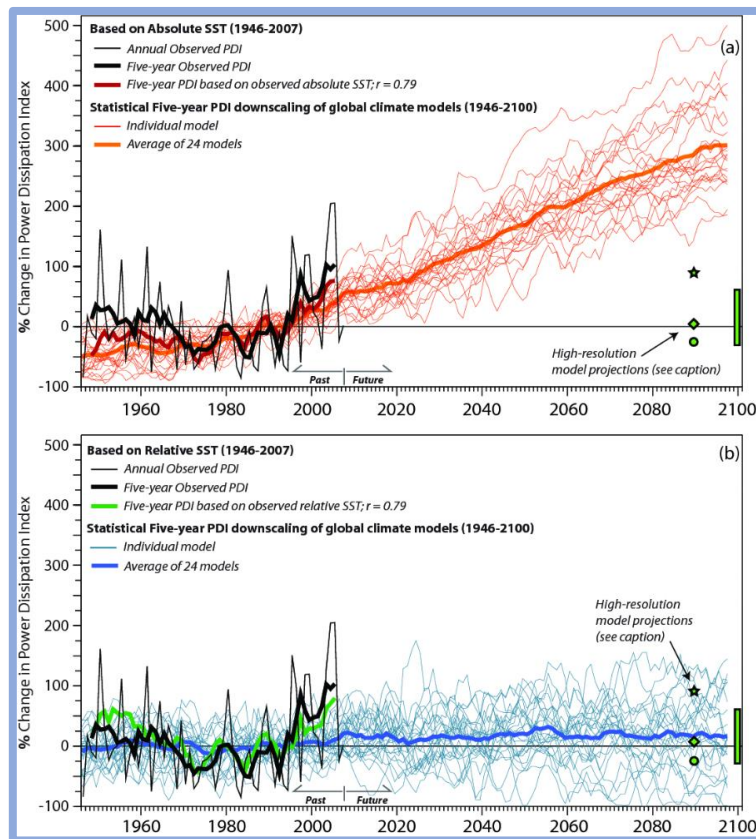 Based on Absolute SST (1946-2007)
(a)
Annual Observed PDI
Five-year Observed PDI
Five-year PDI based on observed absolute SST; r = 0.79
Statistical Five-year PDI downscaling of global climate models (1946-2100)
Individual model
Average of 24 models
% Change in Power Dissipation Index
500
400
300
200
100
0
-100
High-resolution
model projections (see caption)
Past
Future
1960
1980
2000
2020
2040
2060
2080
2100
Based on Relative SST (1946-2007)
(b)
Annual Observed PDI
Five-year Observed PDI
Five-year PDI based on observed relative SST; r = 0.79
Statistical Five-year PDI downscaling of global climate models (1946-2100)
Individual model
Average of 24 models
% Change in Power Dissipation Index
500
400
300
200
100
0
-100
High-resolution
model projections
(see caption)
Past
Future
1960
1980
2000
2020
2040
2060
2080
2100